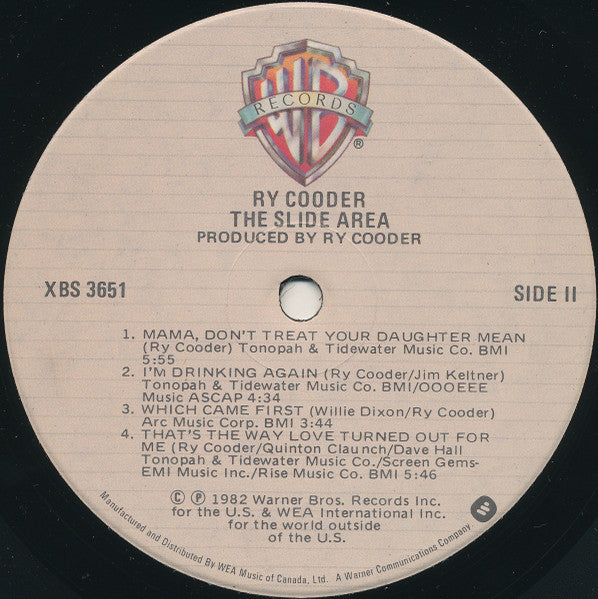 WB
RECORDS
®
RY COODER
THE SLIDE AREA
PRODUCED BY RY COODER
XBS 3651
SIDE II
1. MAMA, DON'T TREAT YOUR DAUGHTER MEAN
(Ry Cooder) Tonopah & Tidewater Music Co. BMI
5:55
2. I'M DRINKING AGAIN (Ry Cooder/Jim Keltner)
Tonopah & Tidewater Music Co. BMI/OOOEEE
Music ASCAP 4:34
3. WHICH CAME FIRST (Willie Dixon/Ry Cooder)
Arc Music Corp. BMI 3:44
4. THAT'S THE WAY LOVE TURNED OUT FOR
ME (Ry Cooder/Quinton Claunch/Dave Hall
Tonopah & Tidewater Music Co./Screen Gems-
EMI Music Inc./Rise Music Co. BMI) 5:46
© ℗ 1982 Warner Bros. Records Inc.
for the U.S. & WEA International Inc.
for the world outside
of the U.S.
Manufactured and Distributed By WEA Music of Canada, Ltd. A Warner Communications Company